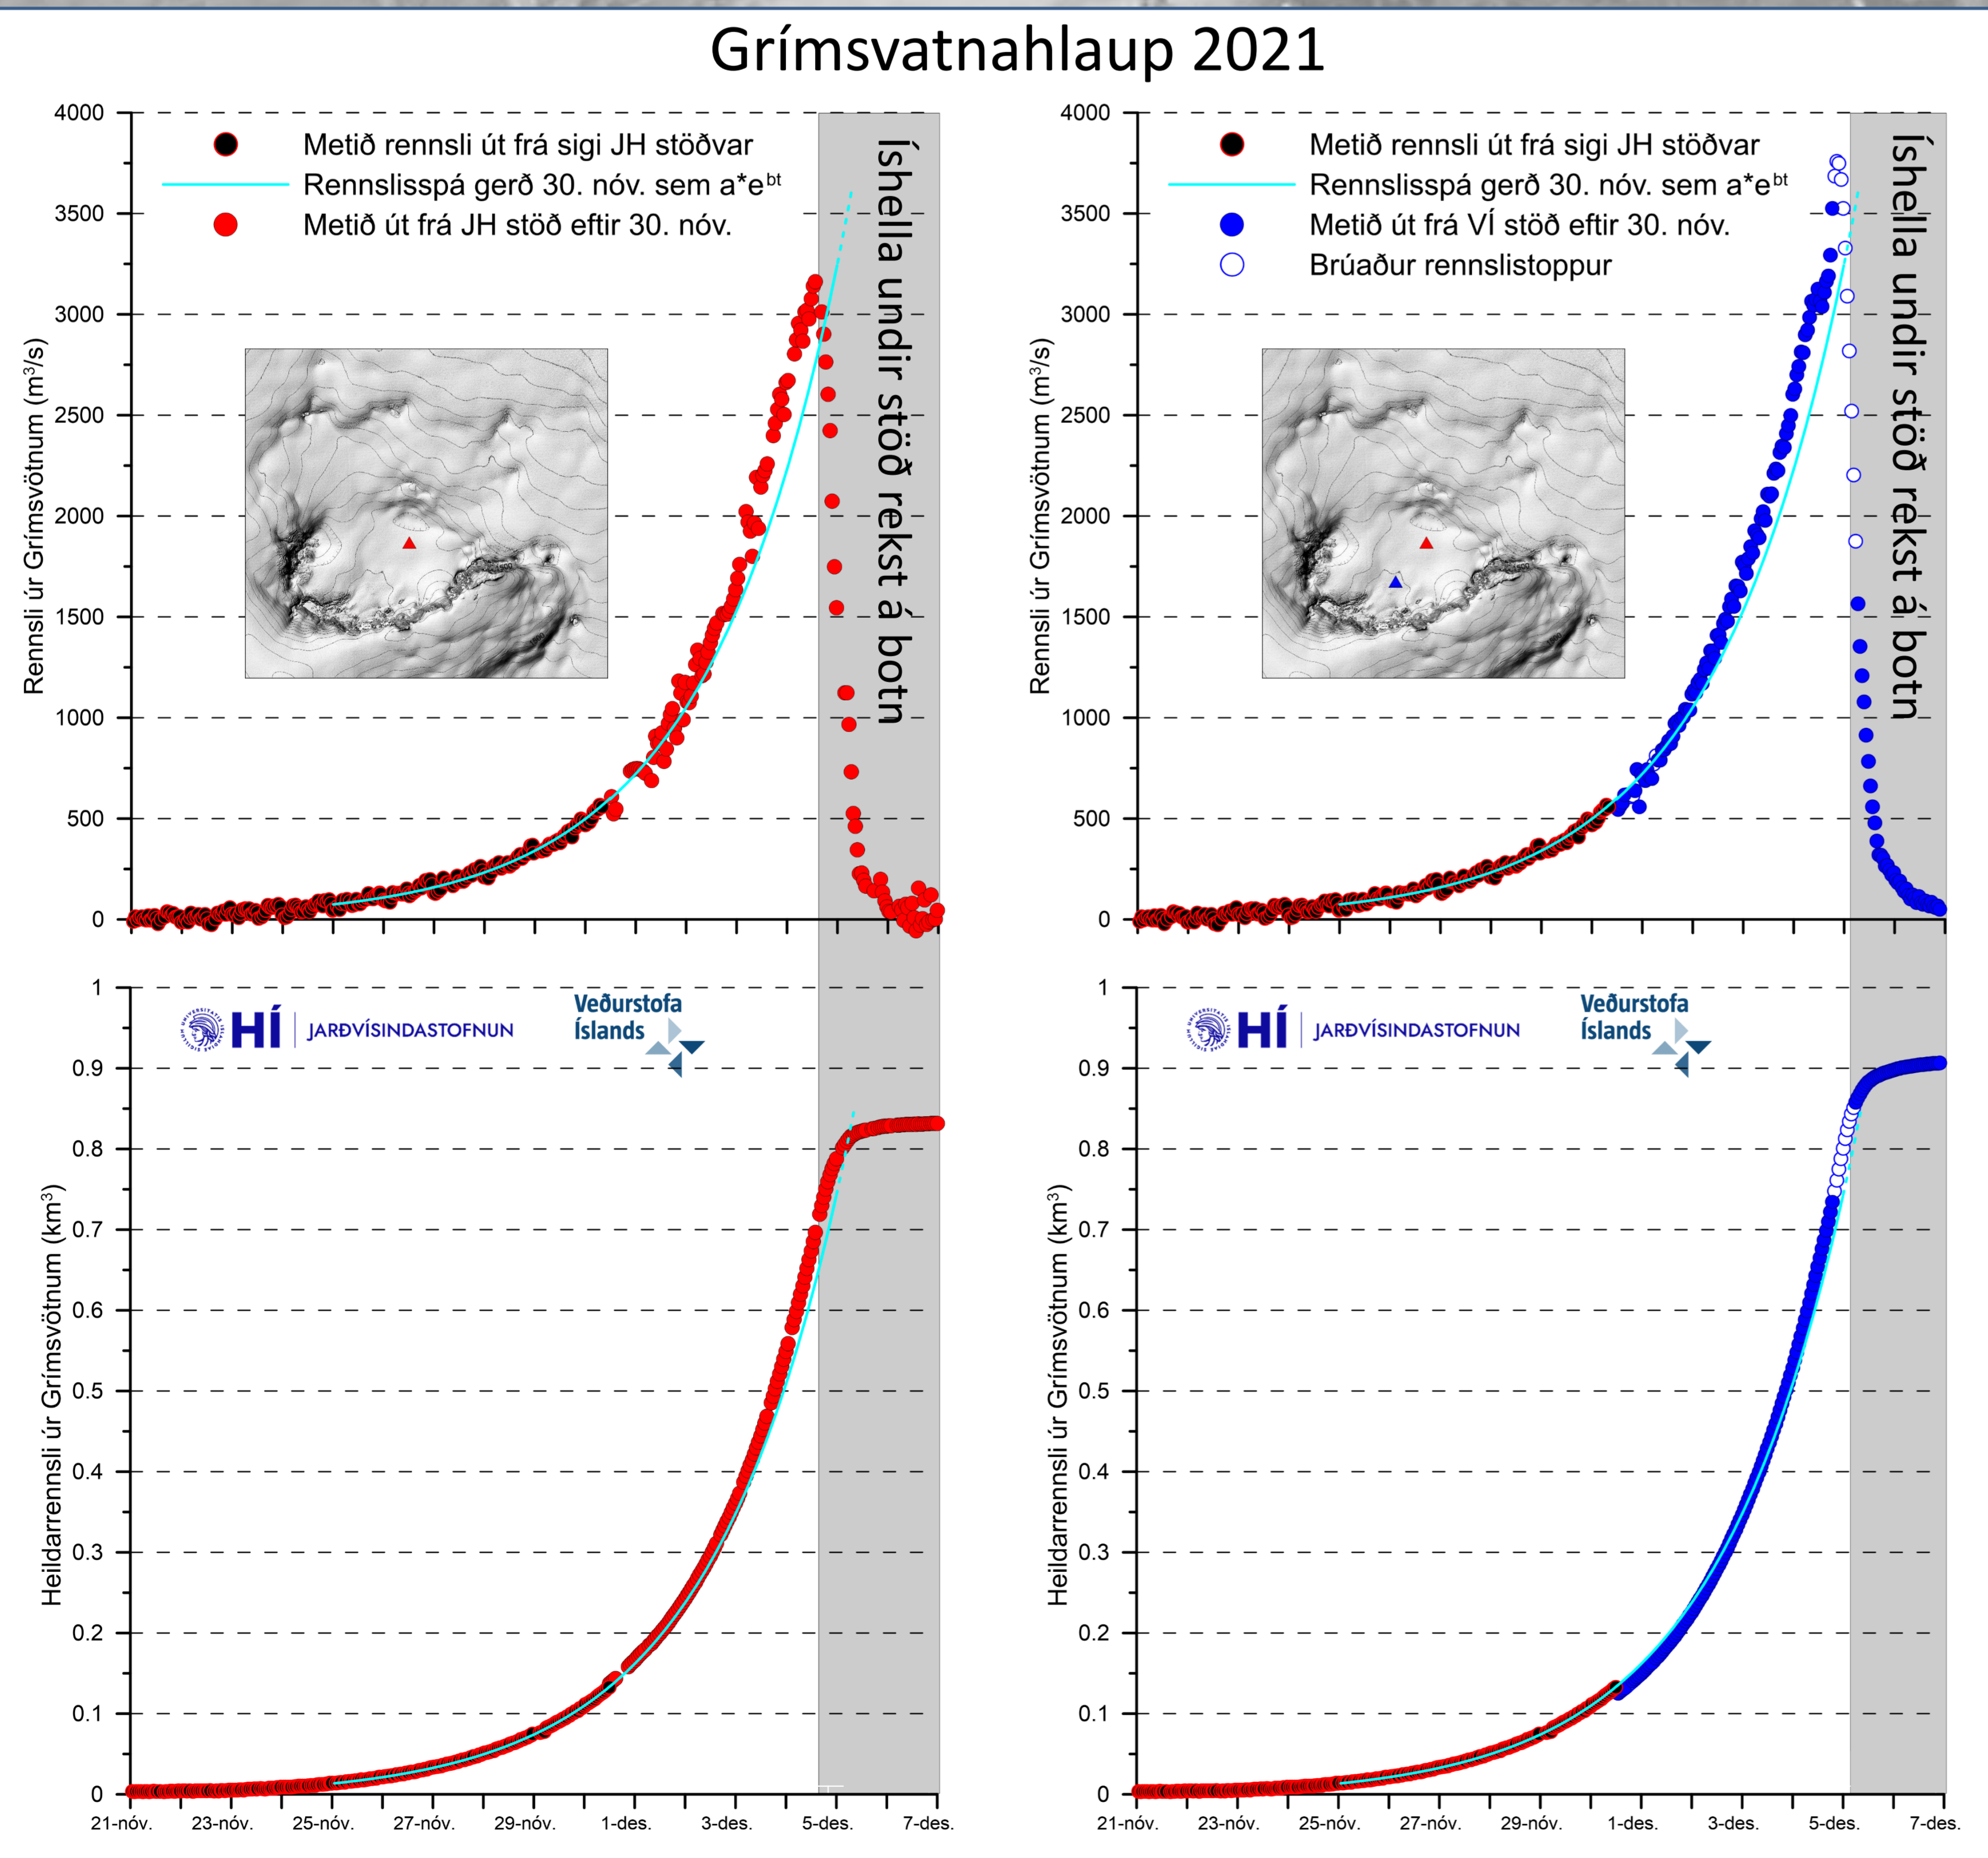 Grímsvatnahlaup 2021
4000
3500
3000
2500
2000
1500
1000
500
0
Rennsli úr Grímsvötnum (m³/s)
Metið rennsli út frá sigi JH stöðvar
Rennslisspá gerð 30. nóv. sem a*eᵇᵗ
Metið út frá JH stöð eftir 30. nóv.
Íshella undir stöð rekst á botn
4000
3500
3000
2500
2000
1500
1000
500
0
Rennsli úr Grímsvötnum (m³/s)
Metið rennsli út frá sigi JH stöðvar
Rennslisspá gerð 30. nóv. sem a*eᵇᵗ
Metið út frá VÍ stöð eftir 30. nóv.
Brúaður rennslistoppur
Íshella undir stöð rekst á botn
1
0.9
0.8
0.7
0.6
0.5
0.4
0.3
0.2
0.1
0
Heildarrennsli úr Grímsvötnum (km³)
HÍ JARÐVÍSINDASTOFNUN
Veðurstofa
Íslands
21-nóv. 23-nóv. 25-nóv. 27-nóv. 29-nóv. 1-des. 3-des. 5-des. 7-des.
1
0.9
0.8
0.7
0.6
0.5
0.4
0.3
0.2
0.1
0
Heildarrennsli úr Grímsvötnum (km³)
HÍ JARÐVÍSINDASTOFNUN
Veðurstofa
Íslands
21-nóv. 23-nóv. 25-nóv. 27-nóv. 29-nóv. 1-des. 3-des. 5-des. 7-des.